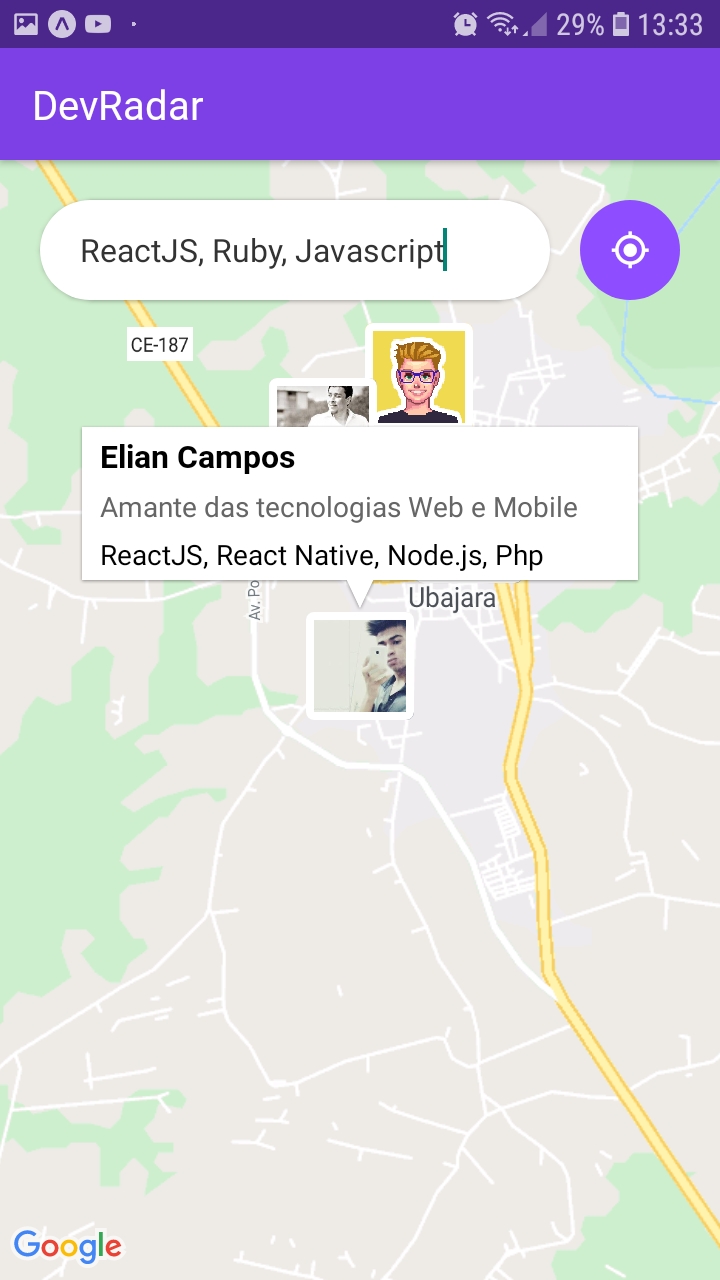 29% 13:33
DevRadar
ReactJS, Ruby, Javascript
CE-187
Elian Campos
Amante das tecnologias Web e Mobile
ReactJS, React Native, Node.js, Php
Av. Po
Ubajara
Google